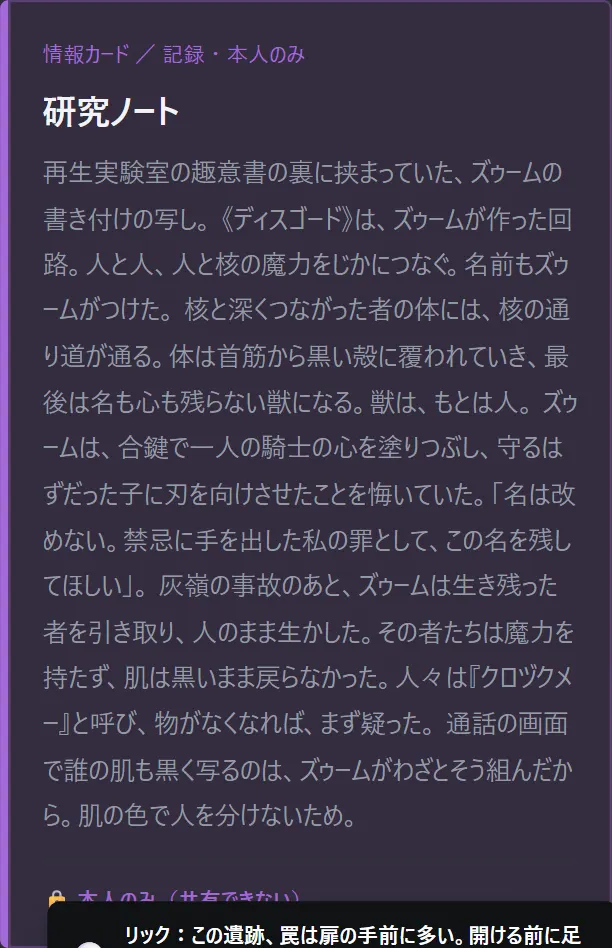 情報カード ／ 記録 · 本人のみ
研究ノート
再生実験室の趣意書の裏に挟まっていた、ズゥームの
書き付けの写し。《ディスゴード》は、ズゥームが作った回
路。人と人、人と核の魔力をじかにつなぐ。名前もズゥ
ームがつけた。 核と深くつながった者の体には、核の通
り道が通る。体は首筋から黒い殻に覆われていき、最
後は名も心も残らない獣になる。獣は、もとは人。 ズゥ
ームは、合鍵で一人の騎士の心を塗りつぶし、守るは
ずだった子に刃を向けさせたことを悔いていた。「名は改
めない。禁忌に手を出した私の罪として、この名を残し
てほしい」。 灰嶺の事故のあと、ズゥームは生き残った
者を引き取り、人のまま生かした。その者たちは魔力を
持たず、肌は黒いまま戻らなかった。人々は『クロヅクメ
ー』と呼び、物がなくなれば、まず疑った。 通話の画面
で誰の肌も黒く写るのは、ズゥームがわざとそう組んだか
ら。肌の色で人を分けないため。
本人のみ（共有できない）
リック：この遺跡、罠は扉の手前に多い。開ける前に足